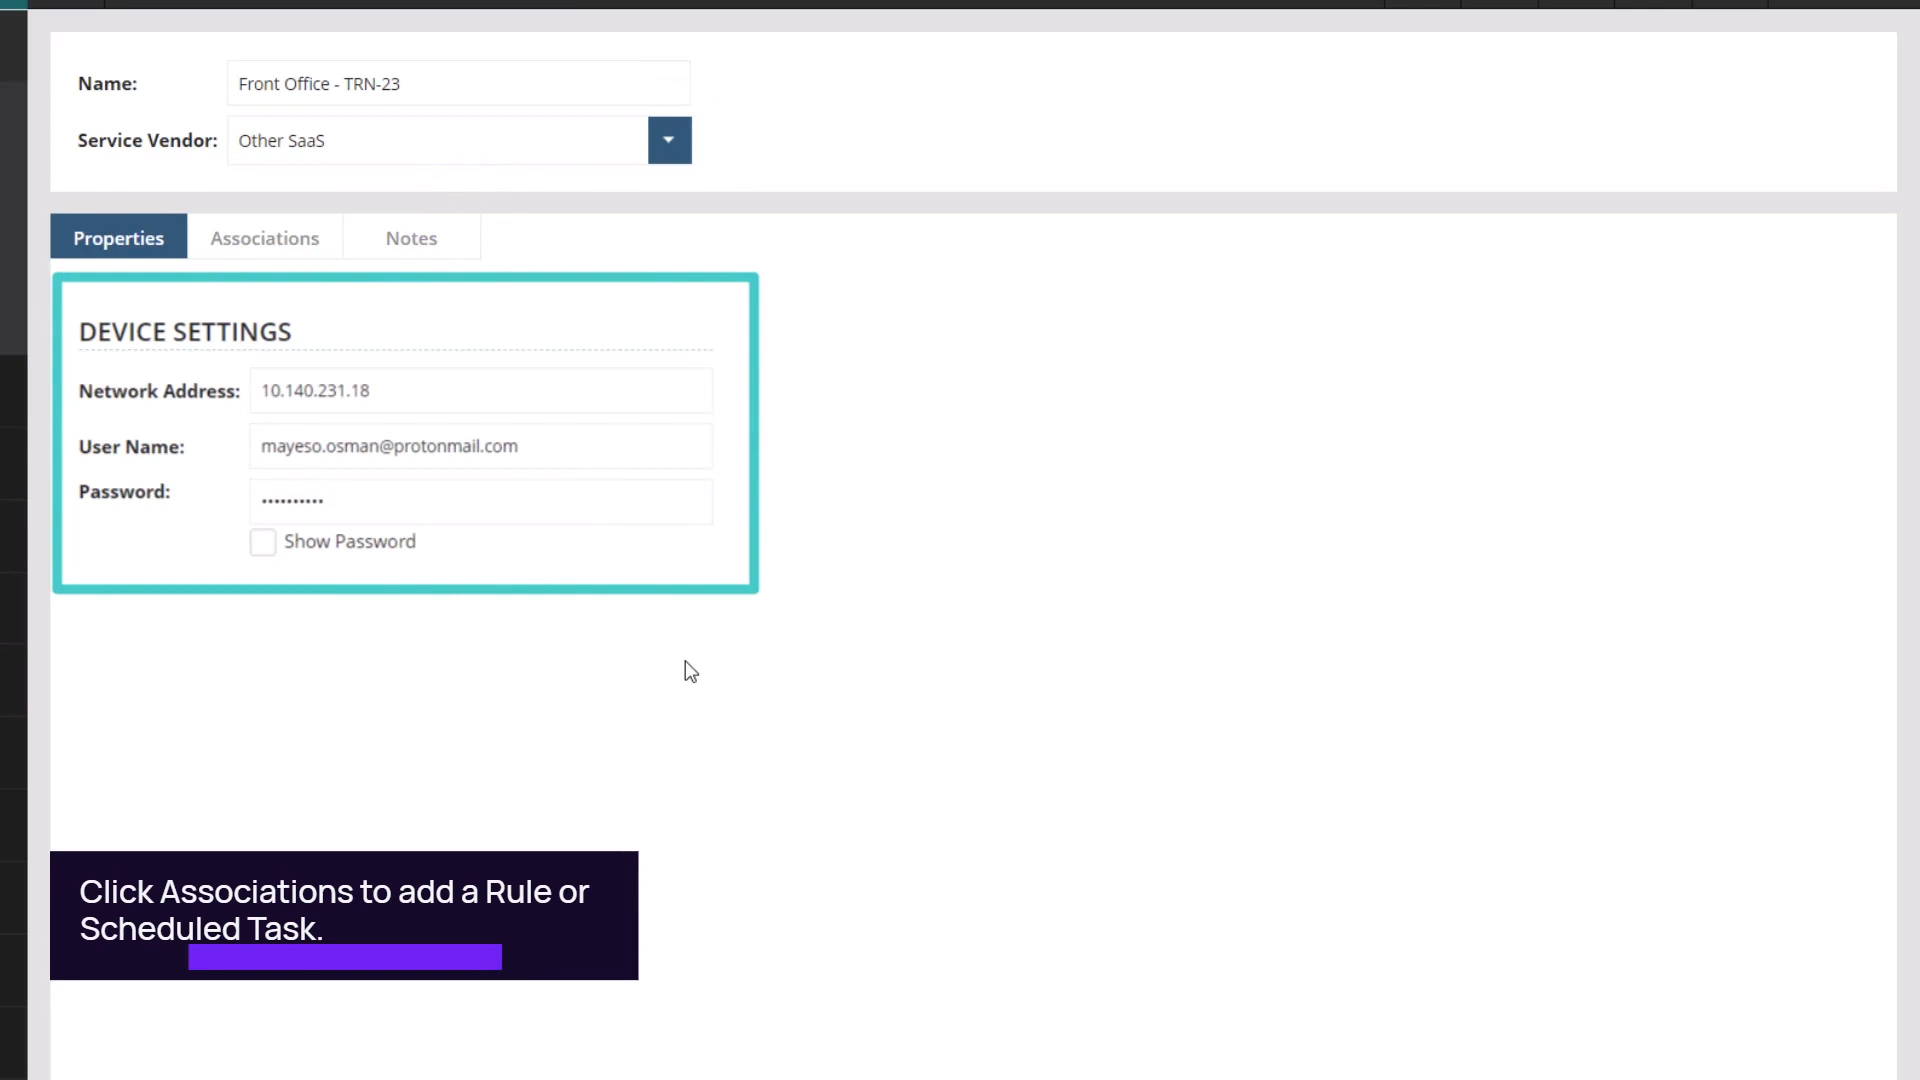 Name:
Front Office - TRN-23
Service Vendor:
Other SaaS
Properties
Associations
Notes
DEVICE SETTINGS
Network Address:
10.140.231.18
User Name:
mayeso.osman@protonmail.com
Password:
••••••••••
Show Password
Click Associations to add a Rule or
Scheduled Task.